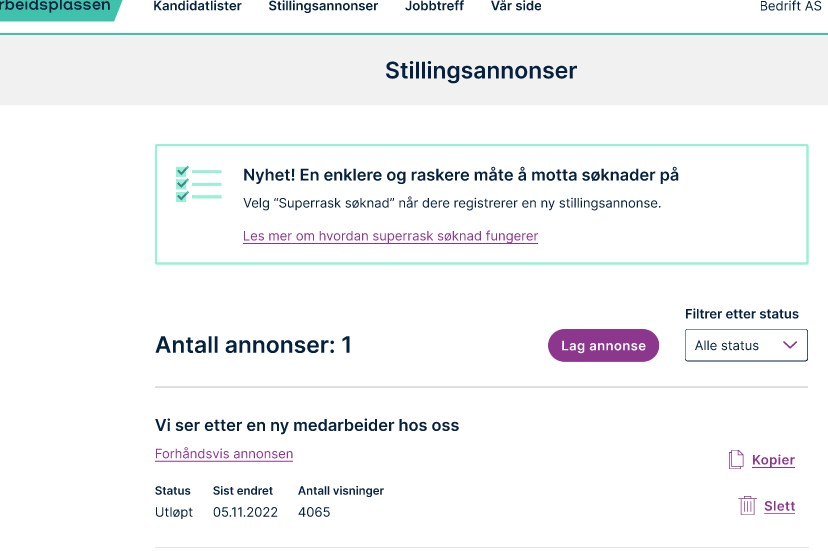 rbeidsplassen Kandidatlister Stillingsannonser Jobbtreff Vår side Bedrift AS
Stillingsannonser
Nyhet! En enklere og raskere måte å motta søknader på
Velg “Superrask søknad” når dere registrerer en ny stillingsannonse.
Les mer om hvordan superrask søknad fungerer
Filtrer etter status
Antall annonser: 1 Lag annonse Alle status
Vi ser etter en ny medarbeider hos oss
Forhåndsvis annonsen
Kopier
Status Sist endret Antall visninger
Utløpt 05.11.2022 4065
Slett